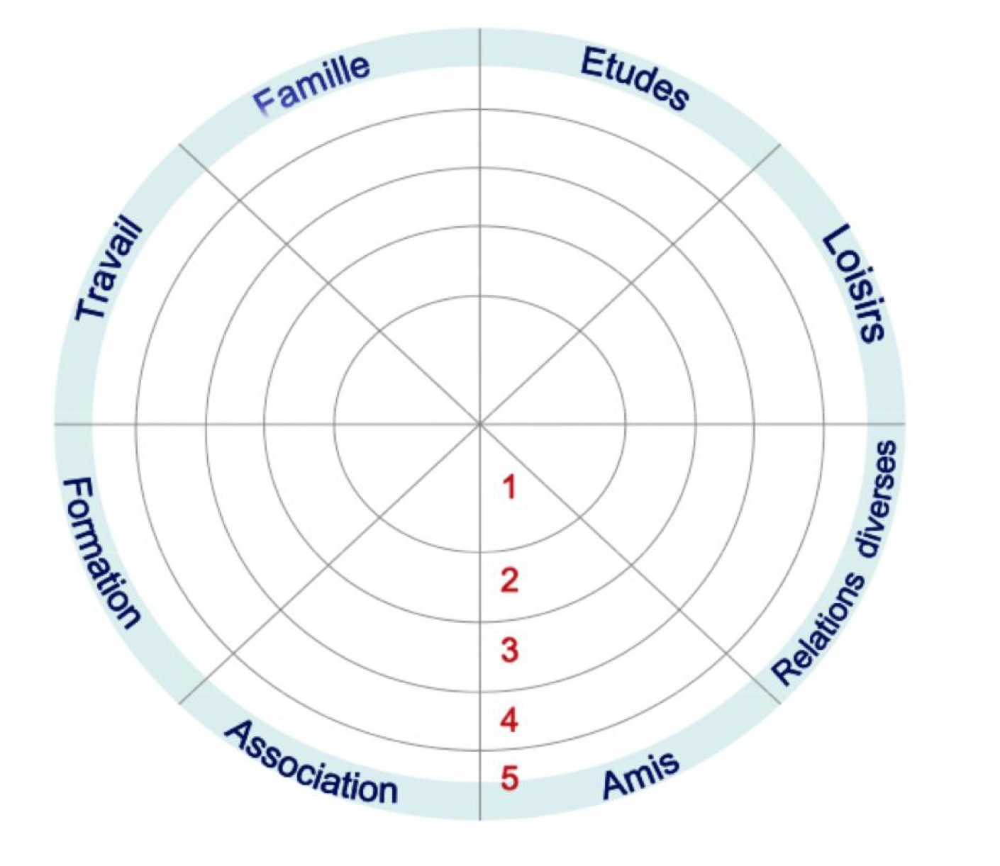 Famille
Etudes
Travail
Loisirs
Formation
Relations diverses
Association
Amis
1
2
3
4
5